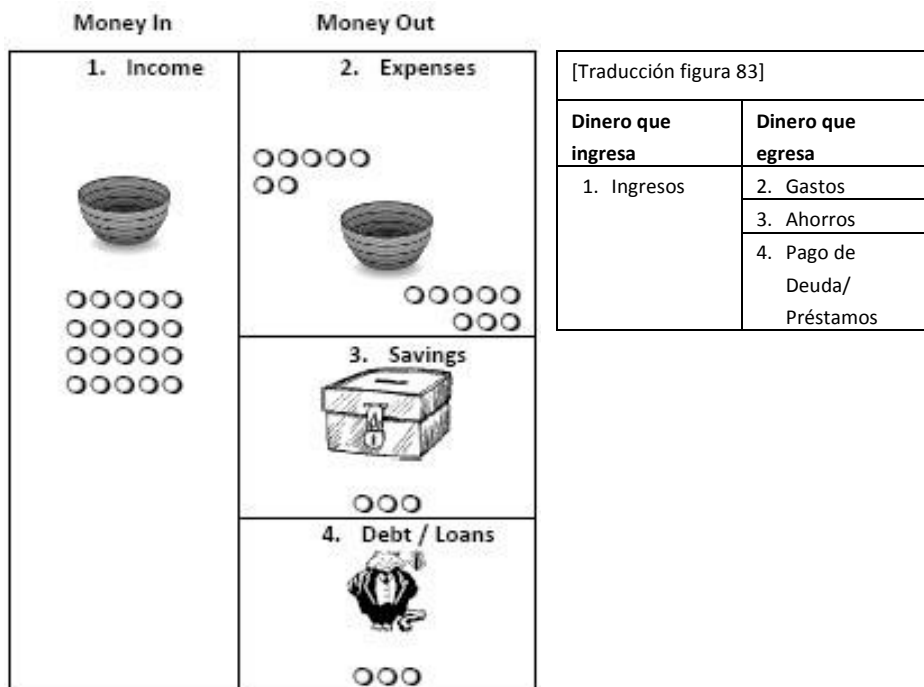 Money In
Money Out
1. Income
2. Expenses
3. Savings
4. Debt / Loans
[Traducción figura 83]
Dinero que
ingresa
Dinero que
egresa
1. Ingresos
2. Gastos
3. Ahorros
4. Pago de
Deuda/
Préstamos